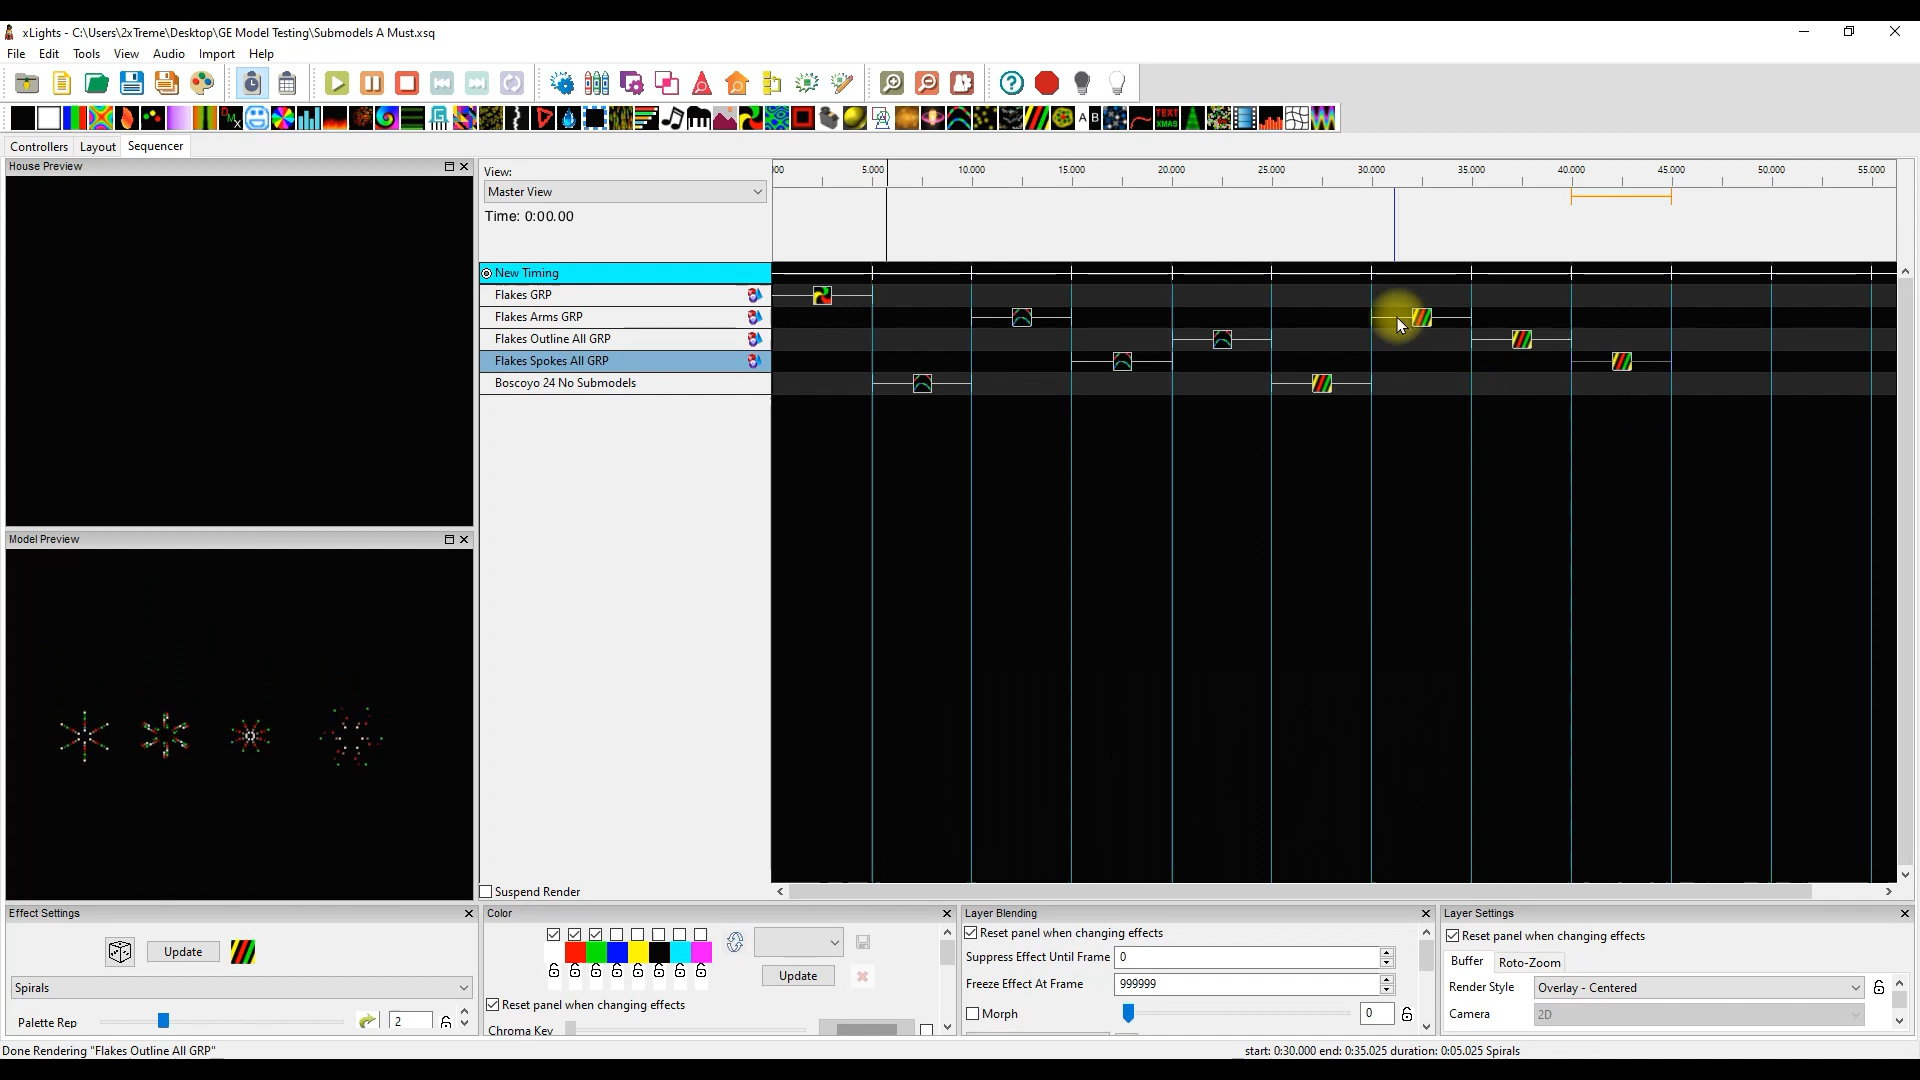 xLights - C:\Users\2xTreme\Desktop\GE Model Testing\Submodels A Must.xsq
File Edit Tools View Audio Import Help
Controllers Layout Sequencer
House Preview
View:
Master View
Time: 0:00.00
00 5.000 10.000 15.000 20.000 25.000 30.000 35.000 40.000 45.000 50.000 55.000
New Timing
Flakes GRP
Flakes Arms GRP
Flakes Outline All GRP
Flakes Spokes All GRP
Boscoyo 24 No Submodels
Model Preview
Suspend Render
Effect Settings
Update
Spirals
Palette Rep 2
Color
Update
Reset panel when changing effects
Chroma Key
Layer Blending
Reset panel when changing effects
Suppress Effect Until Frame 0
Freeze Effect At Frame 999999
Morph 0
Layer Settings
Reset panel when changing effects
Buffer Roto-Zoom
Render Style Overlay - Centered
Camera 2D
Done Rendering "Flakes Outline All GRP" start: 0:30.000 end: 0:35.025 duration: 0:05.025 Spirals